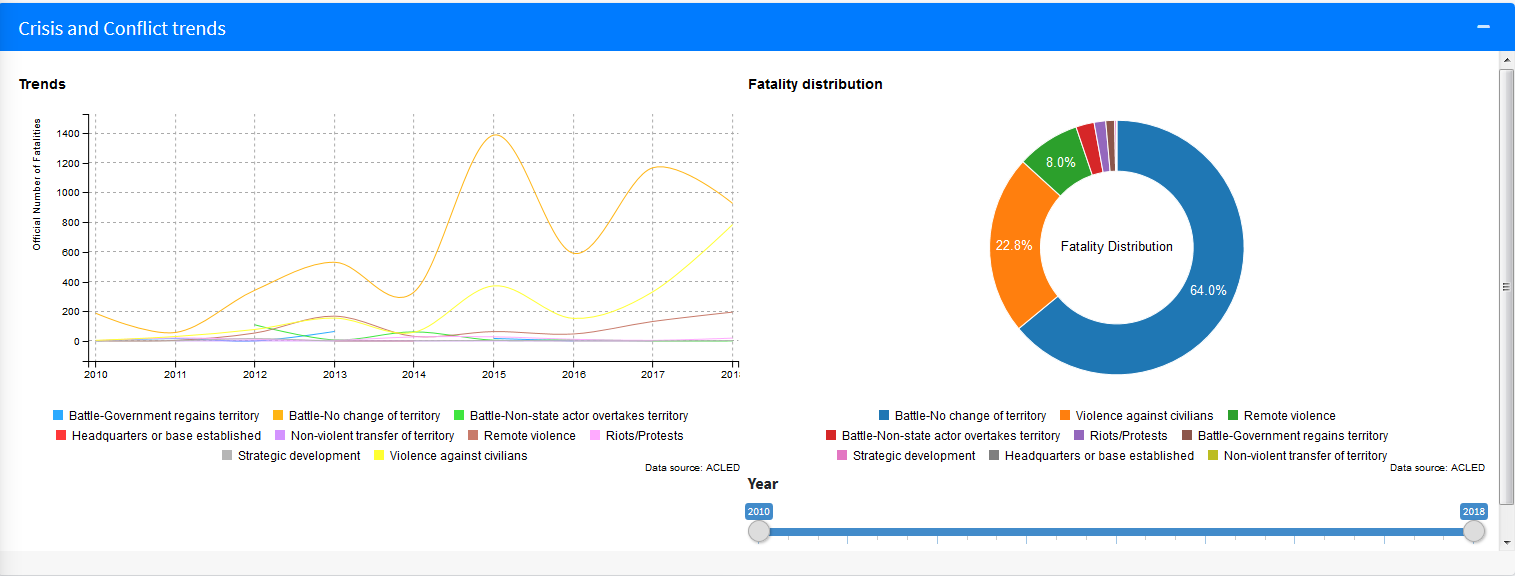 Crisis and Conflict trends
Trends
Official Number of Fatalities
1400
1200
1000
800
600
400
200
0
2010 2011 2012 2013 2014 2015 2016 2017 201
Battle-Government regains territory Battle-No change of territory Battle-Non-state actor overtakes territory
Headquarters or base established Non-violent transfer of territory Remote violence Riots/Protests
Strategic development Violence against civilians
Data source: ACLED
Fatality distribution
8.0%
22.8%
Fatality Distribution
64.0%
Battle-No change of territory Violence against civilians Remote violence
Battle-Non-state actor overtakes territory Riots/Protests Battle-Government regains territory
Strategic development Headquarters or base established Non-violent transfer of territory
Data source: ACLED
Year
2010 2018